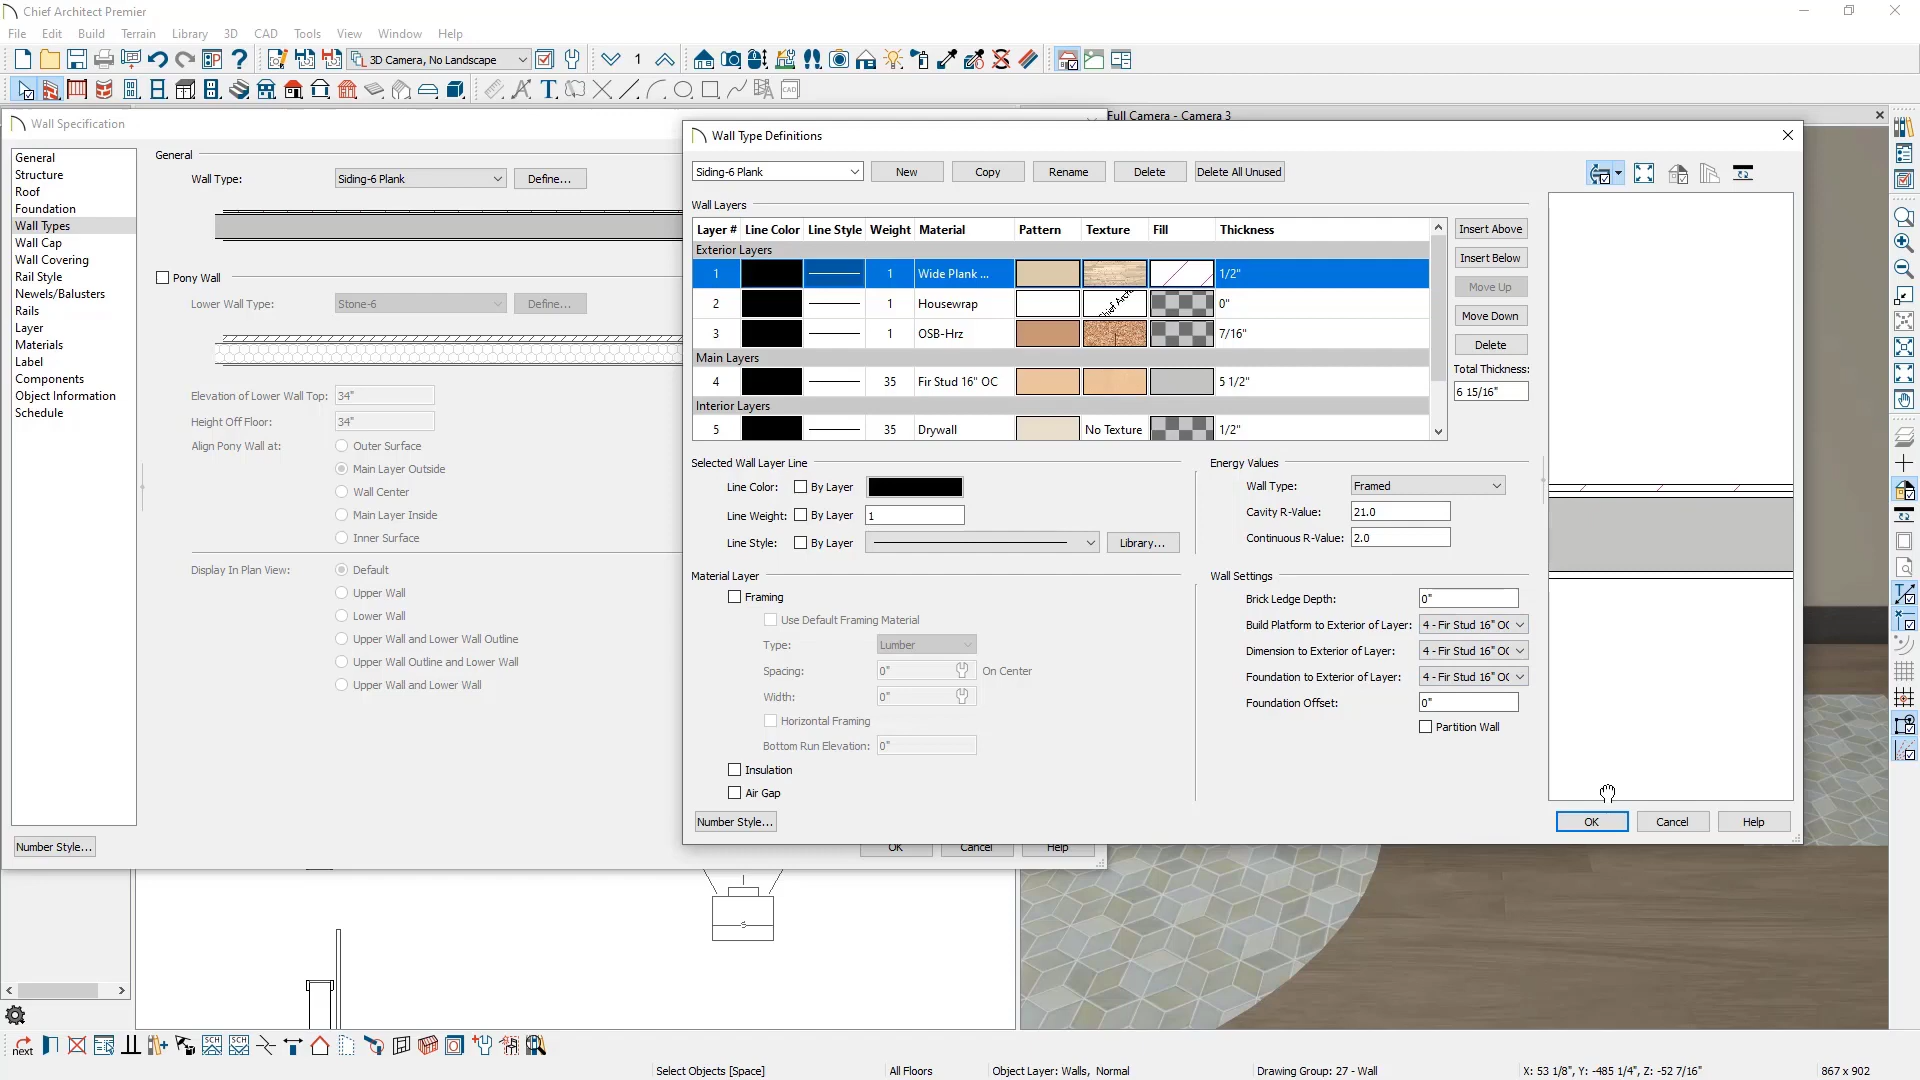 Chief Architect Premier
File Edit Build Terrain Library 3D CAD Tools View Window Help
3D Camera, No Landscape
1
CAD
Wall Specification
Full Camera - Camera 3
General
Structure
Roof
Foundation
Wall Types
Wall Cap
Wall Covering
Rail Style
Newels/Balusters
Rails
Layer
Materials
Label
Components
Object Information
Schedule
Number Style...
General
Wall Type: Siding-6 Plank Define...
Pony Wall
Lower Wall Type: Stone-6 Define...
Elevation of Lower Wall Top: 34"
Height Off Floor: 34"
Align Pony Wall at: Outer Surface
Main Layer Outside
Wall Center
Main Layer Inside
Inner Surface
Display In Plan View: Default
Upper Wall
Lower Wall
Upper Wall and Lower Wall Outline
Upper Wall Outline and Lower Wall
Upper Wall and Lower Wall
OK Cancel Help
Wall Type Definitions
Siding-6 Plank New Copy Rename Delete Delete All Unused
Wall Layers
Layer # Line Color Line Style Weight Material Pattern Texture Fill Thickness
Exterior Layers
1 1 Wide Plank ... 1/2"
2 1 Housewrap 0"
3 1 OSB-Hrz 7/16"
Main Layers
4 35 Fir Stud 16" OC 5 1/2"
Interior Layers
5 35 Drywall No Texture 1/2"
Insert Above
Insert Below
Move Up
Move Down
Delete
Total Thickness:
6 15/16"
Selected Wall Layer Line
Line Color: By Layer
Line Weight: By Layer 1
Line Style: By Layer Library...
Material Layer
Framing
Use Default Framing Material
Type: Lumber
Spacing: 0" On Center
Width: 0"
Horizontal Framing
Bottom Run Elevation: 0"
Insulation
Air Gap
Number Style...
Energy Values
Wall Type: Framed
Cavity R-Value: 21.0
Continuous R-Value: 2.0
Wall Settings
Brick Ledge Depth: 0"
Build Platform to Exterior of Layer: 4 - Fir Stud 16" OC
Dimension to Exterior of Layer: 4 - Fir Stud 16" OC
Foundation to Exterior of Layer: 4 - Fir Stud 16" OC
Foundation Offset: 0"
Partition Wall
OK Cancel Help
next SCH SCH
Select Objects [Space] All Floors Object Layer: Walls, Normal Drawing Group: 27 - Wall X: 53 1/8", Y: -485 1/4", Z: -52 7/16" 867 x 902